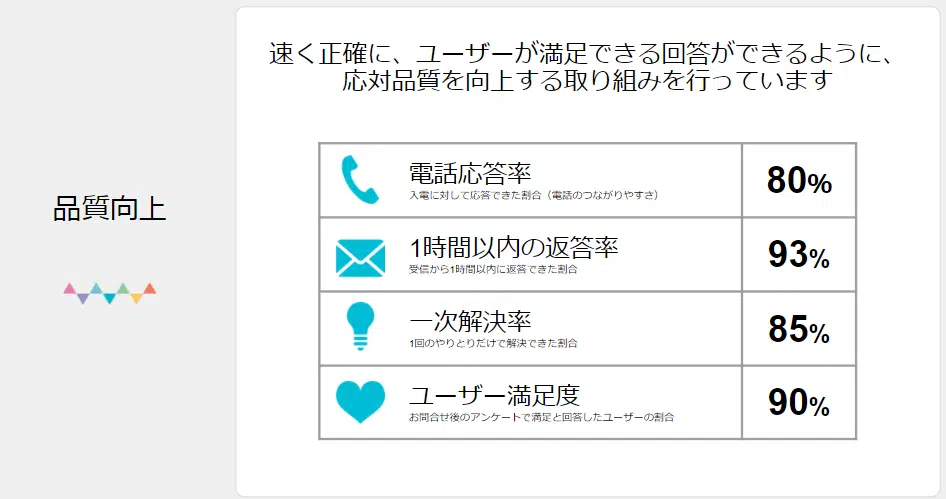 速く正確に、ユーザーが満足できる回答ができるように、
応対品質を向上する取り組みを行っています
品質向上
電話応答率
入電に対して応答できた割合（電話のつながりやすさ）
80%
1時間以内の返答率
受信から1時間以内に返答できた割合
93%
一次解決率
1回のやりとりだけで解決できた割合
85%
ユーザー満足度
お問合せ後のアンケートで満足と回答したユーザーの割合
90%